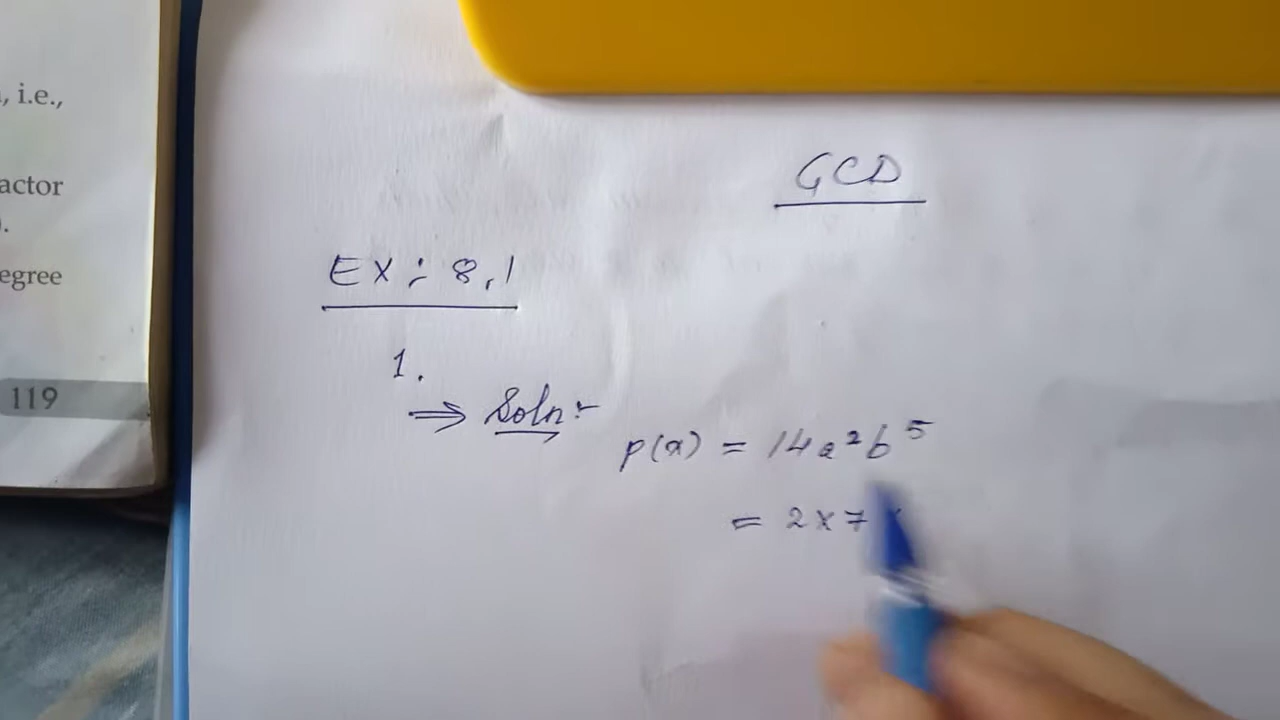 , i.e.,
actor
.
egree
119
GCD
Ex: 8.1
1.
⇒ Soln:-
p(x) = 14a²b⁵
= 2 x 7